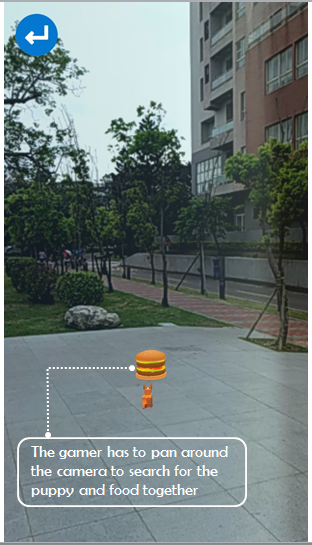 The gamer has to pan around
the camera to search for the
puppy and food together